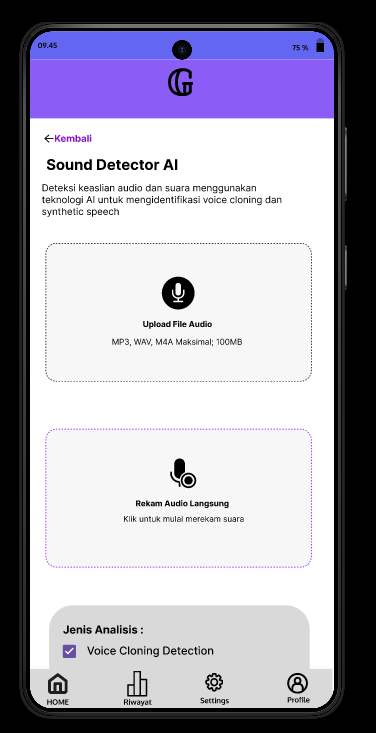 09.45
75 %
G
Kembali
Sound Detector AI
Deteksi keaslian audio dan suara menggunakan
teknologi AI untuk mengidentifikasi voice cloning dan
synthetic speech
Upload File Audio
MP3, WAV, M4A Maksimal; 100MB
Rekam Audio Langsung
Klik untuk mulai merekam suara
Jenis Analisis :
Voice Cloning Detection
HOME
Riwayat
Settings
Profile